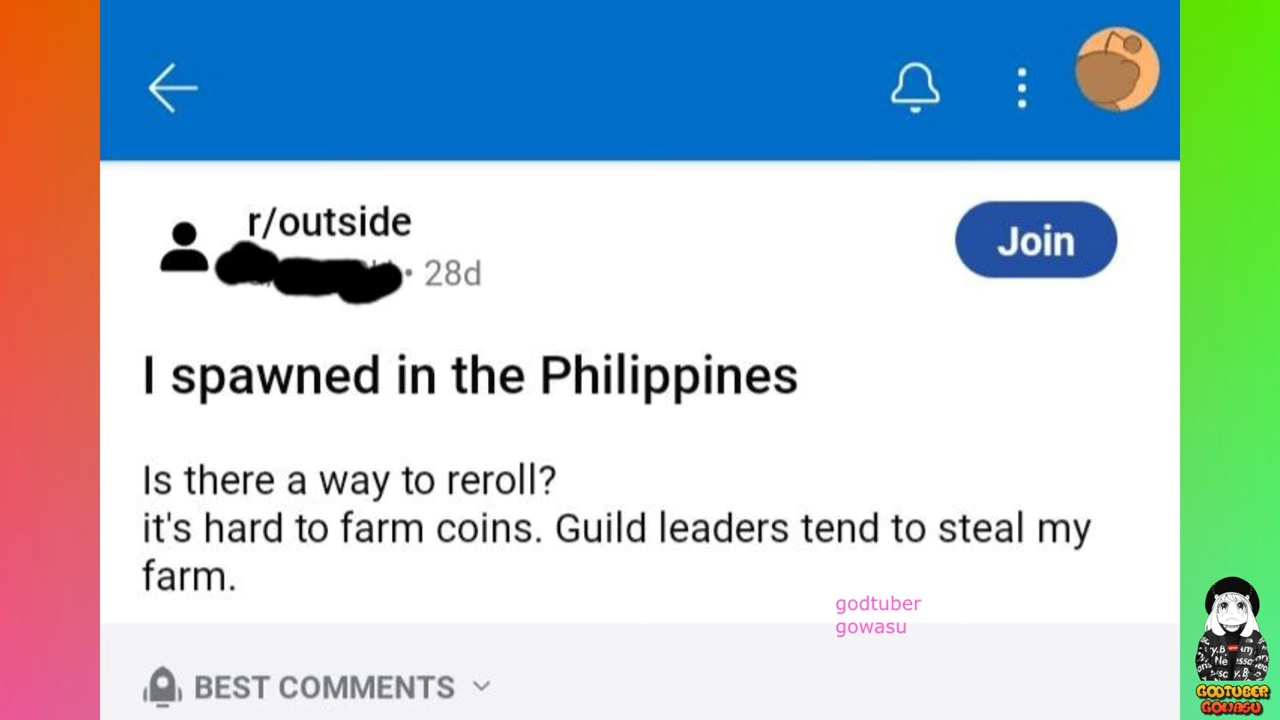 r/outside
• 28d
Join
I spawned in the Philippines
Is there a way to reroll?
it's hard to farm coins. Guild leaders tend to steal my
farm.
godtuber
gowasu
BEST COMMENTS
GODTUBER
GOWASU